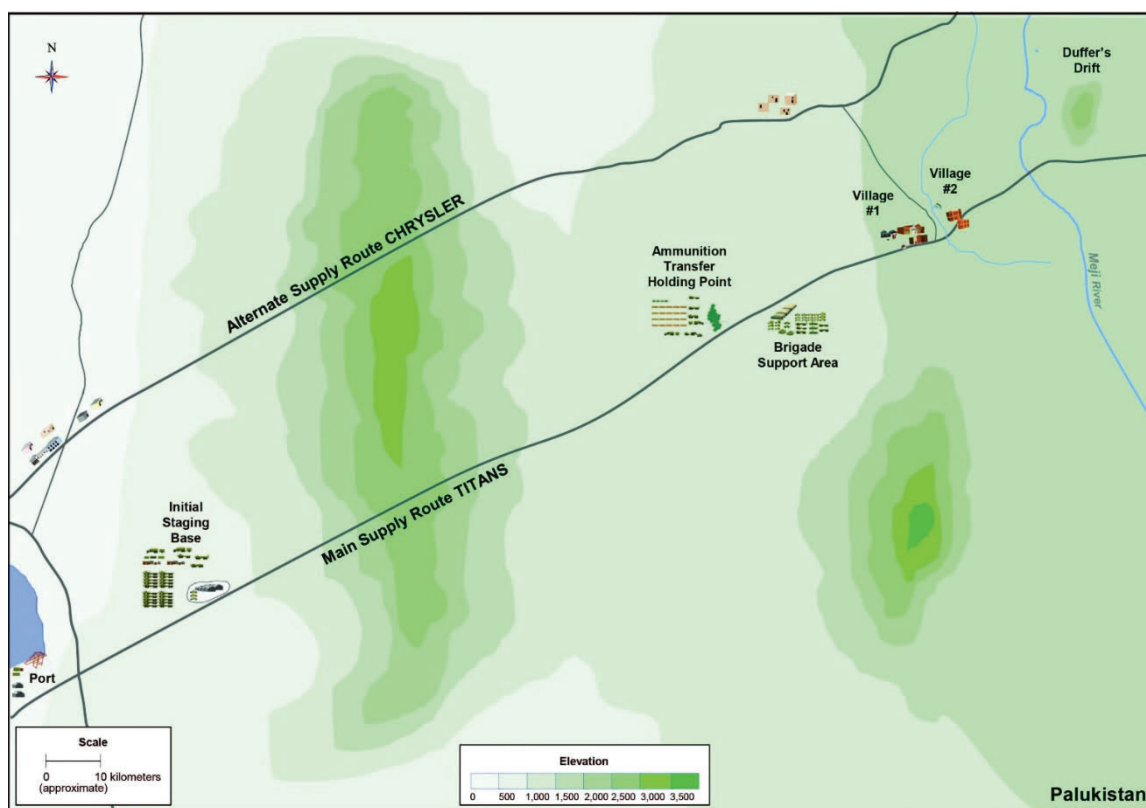 N
Duffer's
Drift
Village
#2
Village
#1
Alternate Supply Route CHRYSLER
Ammunition
Transfer
Holding Point
Meji River
Brigade
Support Area
Initial
Staging
Base
Main Supply Route TITANS
Port
Scale
0 10 kilometers
(approximate)
Elevation
0 500 1,000 1,500 2,000 2,500 3,000 3,500
Palukistan